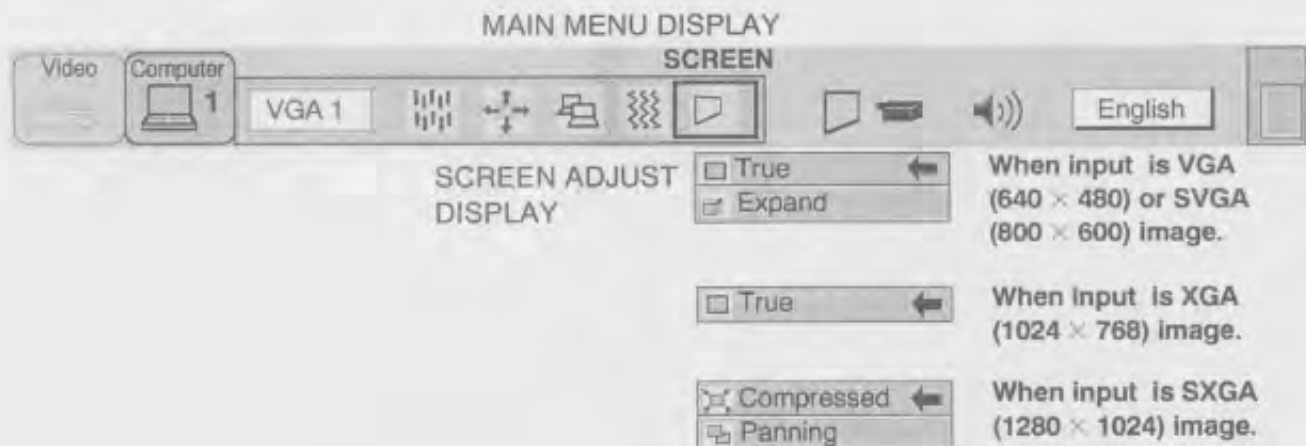 MAIN MENU DISPLAY
SCREEN
Video
Computer
1
VGA 1
English
SCREEN ADJUST
DISPLAY
True
Expand
When input is VGA
(640 × 480) or SVGA
(800 × 600) image.
True
When Input is XGA
(1024 × 768) image.
Compressed
Panning
When input is SXGA
(1280 × 1024) image.